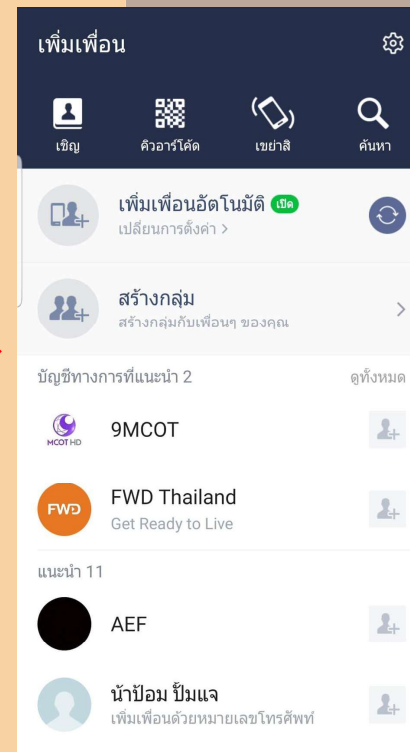 เพิ่มเพื่อน
เชิญ
คิวอาร์โค้ด
เขย่าสิ
ค้นหา
เพิ่มเพื่อนอัตโนมัติ เปิด
เปลี่ยนการตั้งค่า >
สร้างกลุ่ม
สร้างกลุ่มกับเพื่อนๆ ของคุณ
บัญชีทางการที่แนะนำ 2
ดูทั้งหมด
MCOT HD
9MCOT
FWD
FWD Thailand
Get Ready to Live
แนะนำ 11
AEF
น้าป้อม ปั้มแจ
เพิ่มเพื่อนด้วยหมายเลขโทรศัพท์